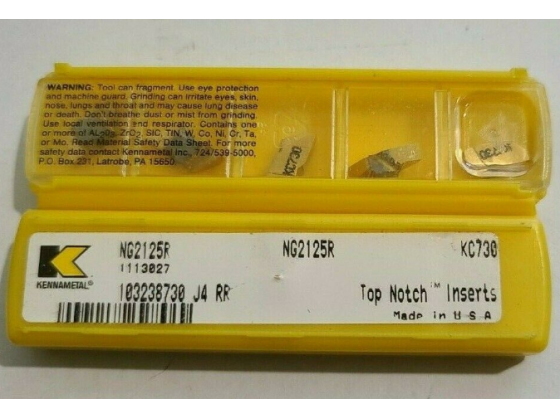 WARNING: Tool can fragment. Use eye protection
and machine guard. Grinding can irritate eyes, skin,
nose, lungs and throat and may cause lung disease
or death. Don't breathe dust or mist from grinding.
Use local ventilation and respirator. Contains one
or more of AL2O3, ZrO2, SIC, TIN, W, Co, Ni, Cr, Ta,
or Mo. Read Material Safety Data Sheet. For more
safety data contact Kennametal Inc., 724/539-5000,
P.O. Box 231, Latrobe, PA 15650
KC730
KC730
KENNAMETAL®
NG2125R NG2125R KC730
1113027
103238730 J4 RR
Top Notch™ Inserts
Made in U S A